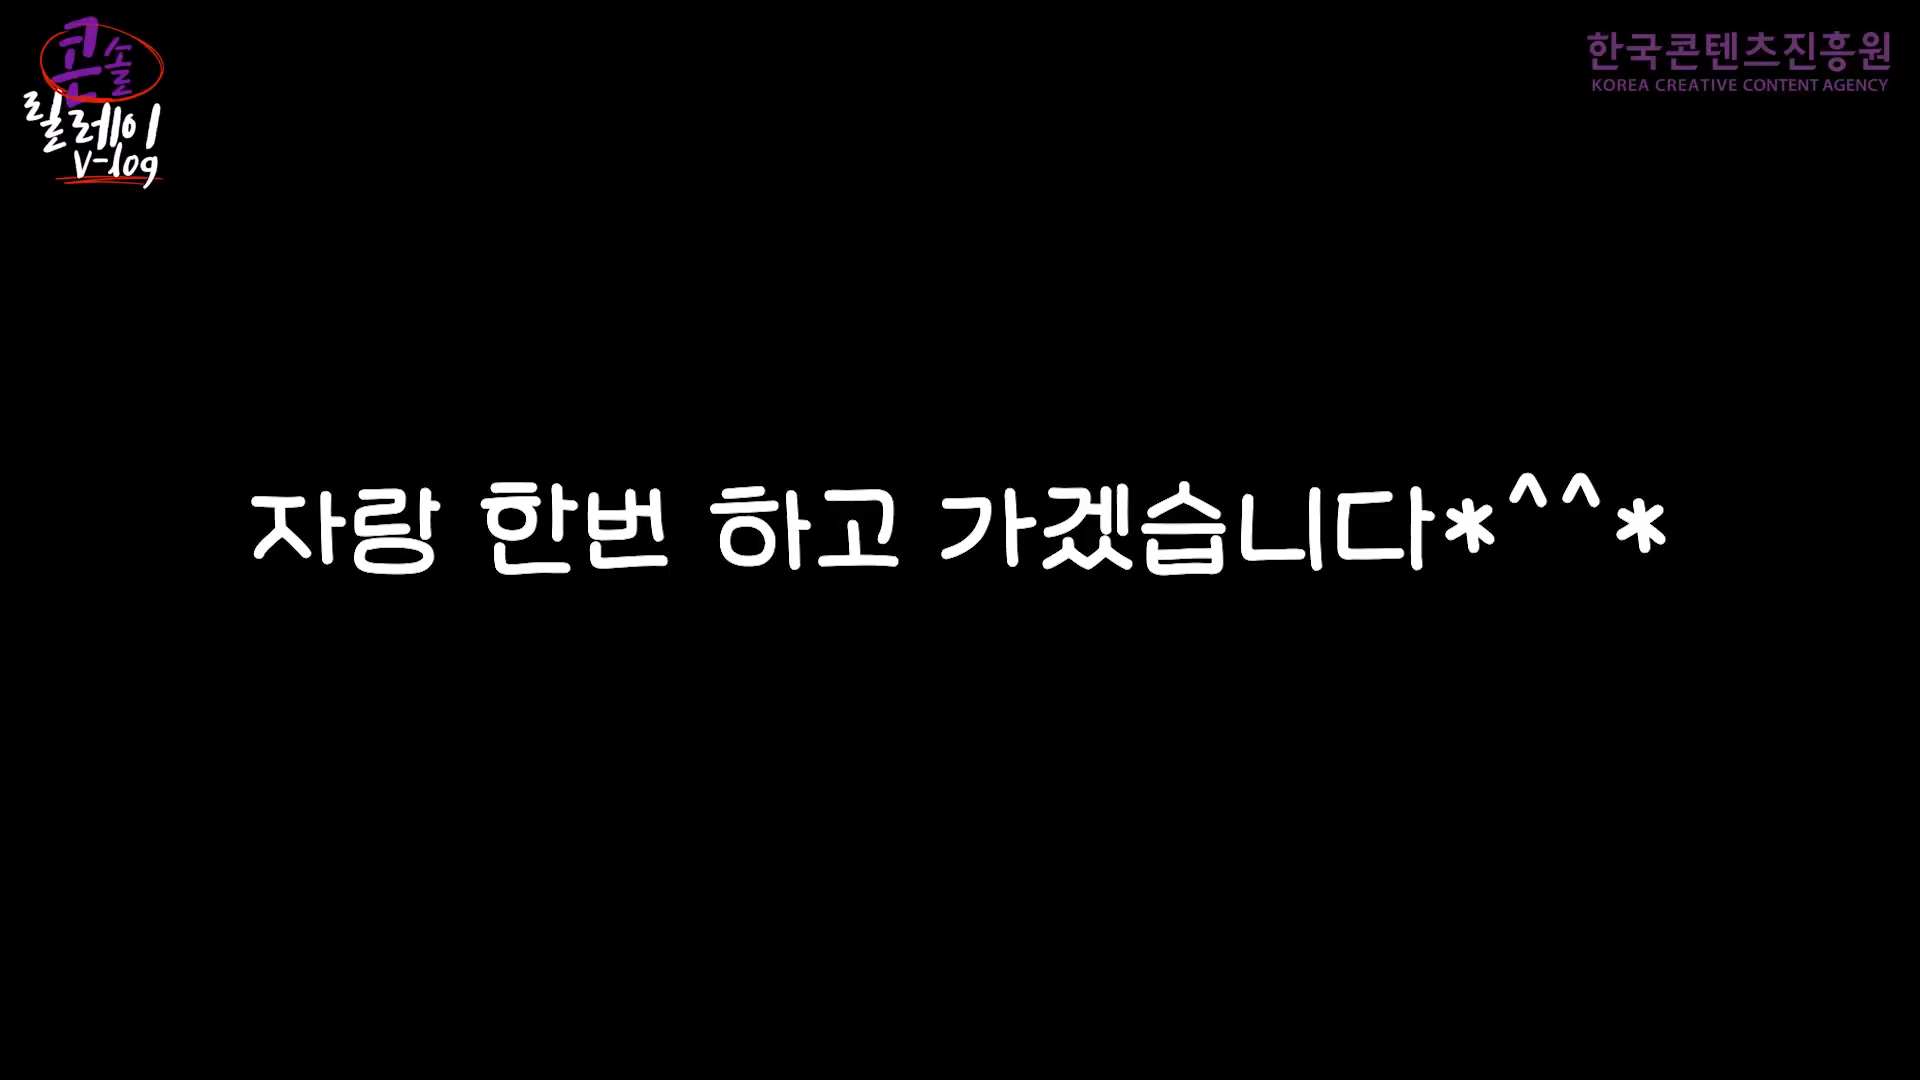 콘솔
릴레이
V-log
한국콘텐츠진흥원
KOREA CREATIVE CONTENT AGENCY
자랑 한번 하고 가겠습니다*^^*